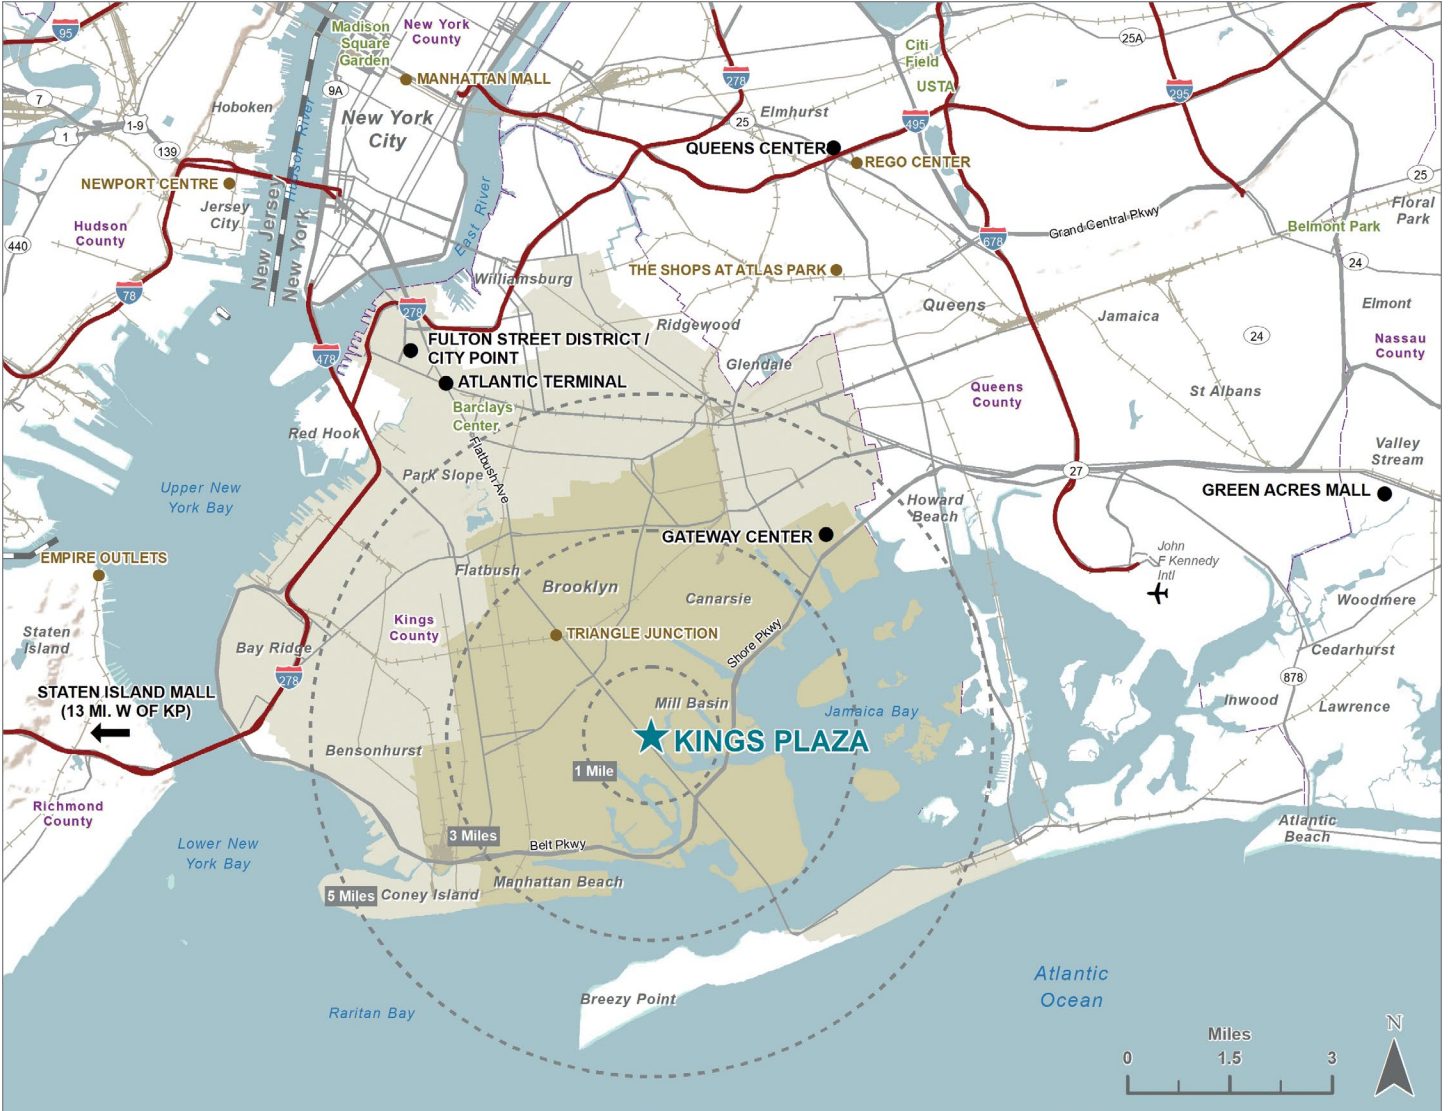 95
Madison
Square
Garden
New York
County
MANHATTAN MALL
9A
7
Hoboken
1
1-9
139
New York
City
Hudson River
278
25A
Citi
Field
USTA
295
Elmhurst
25
495
QUEENS CENTER
REGO CENTER
NEWPORT CENTRE
Jersey
City
New Jersey
New York
East River
Hudson
County
440
25
Floral
Park
Belmont Park
Grand Central Pkwy
678
24
78
Williamsburg
THE SHOPS AT ATLAS PARK
Queens
Jamaica
Elmont
278
Ridgewood
24
Nassau
County
FULTON STREET DISTRICT /
CITY POINT
478
Glendale
ATLANTIC TERMINAL
Queens
County
St Albans
Barclays
Center
Red Hook
Flatbush Ave
Park Slope
Valley
Stream
27
GREEN ACRES MALL
Upper New
York Bay
Howard
Beach
GATEWAY CENTER
EMPIRE OUTLETS
John
F Kennedy
Intl
Flatbush
Brooklyn
Canarsie
Woodmere
Kings
County
TRIANGLE JUNCTION
Staten
Island
Bay Ridge
Shore Pkwy
Cedarhurst
278
878
STATEN ISLAND MALL
(13 MI. W OF KP)
Mill Basin
Jamaica Bay
Inwood
Lawrence
KINGS PLAZA
Bensonhurst
1 Mile
Richmond
County
3 Miles
Belt Pkwy
Atlantic
Beach
Lower New
York Bay
5 Miles
Coney Island
Manhattan Beach
Atlantic
Ocean
Breezy Point
Raritan Bay
N
Miles
0
1.5
3